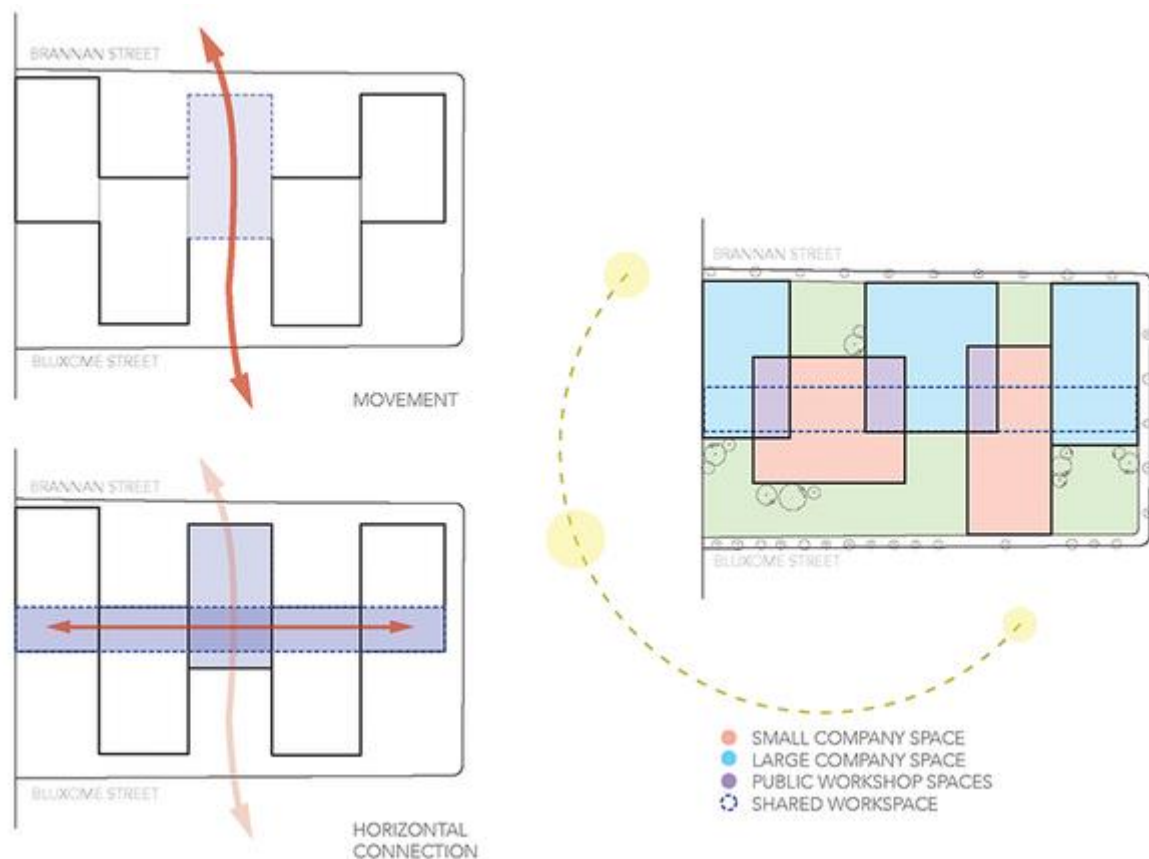 BRANNAN STREET
BLUXOME STREET
MOVEMENT
BRANNAN STREET
BLUXOME STREET
HORIZONTAL
CONNECTION
BRANNAN STREET
BLUXOME STREET
SMALL COMPANY SPACE
LARGE COMPANY SPACE
PUBLIC WORKSHOP SPACES
SHARED WORKSPACE